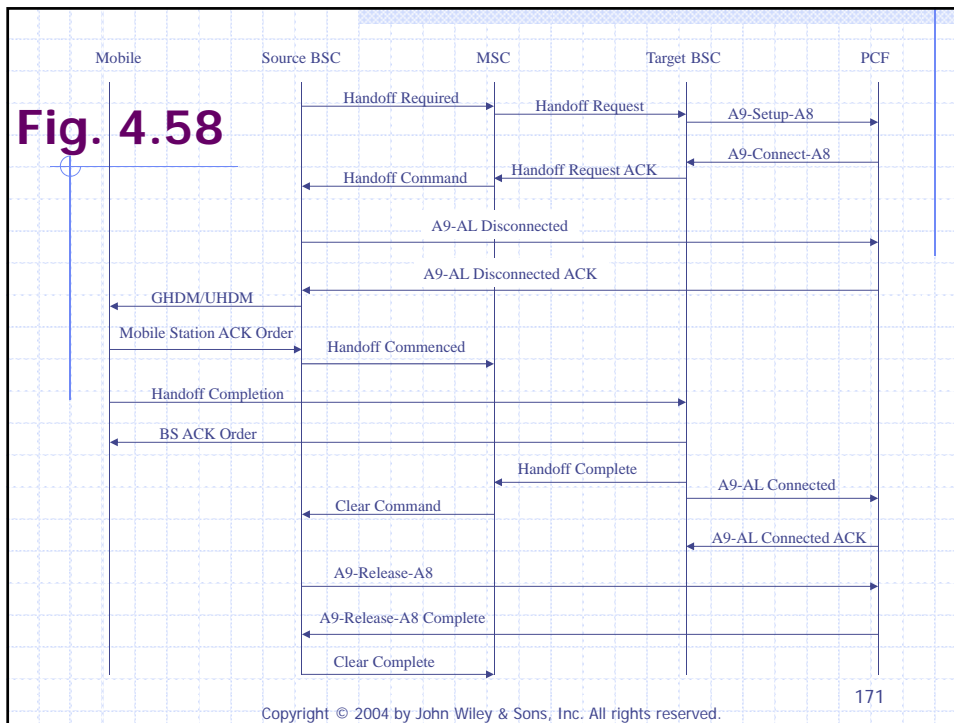 Mobile
Source BSC
MSC
Target BSC
PCF
Fig. 4.58
Handoff Required
Handoff Request
A9-Setup-A8
A9-Connect-A8
Handoff Request ACK
Handoff Command
A9-AL Disconnected
A9-AL Disconnected ACK
GHDM/UHDM
Mobile Station ACK Order
Handoff Commenced
Handoff Completion
BS ACK Order
Handoff Complete
A9-AL Connected
Clear Command
A9-AL Connected ACK
A9-Release-A8
A9-Release-A8 Complete
Clear Complete
171
Copyright © 2004 by John Wiley & Sons, Inc. All rights reserved.